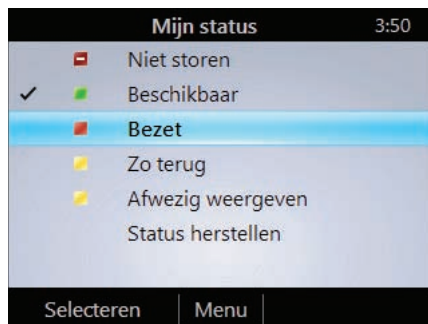 Mijn status 3:50
Niet storen
Beschikbaar
Bezet
Zo terug
Afwezig weergeven
Status herstellen
Selecteren Menu